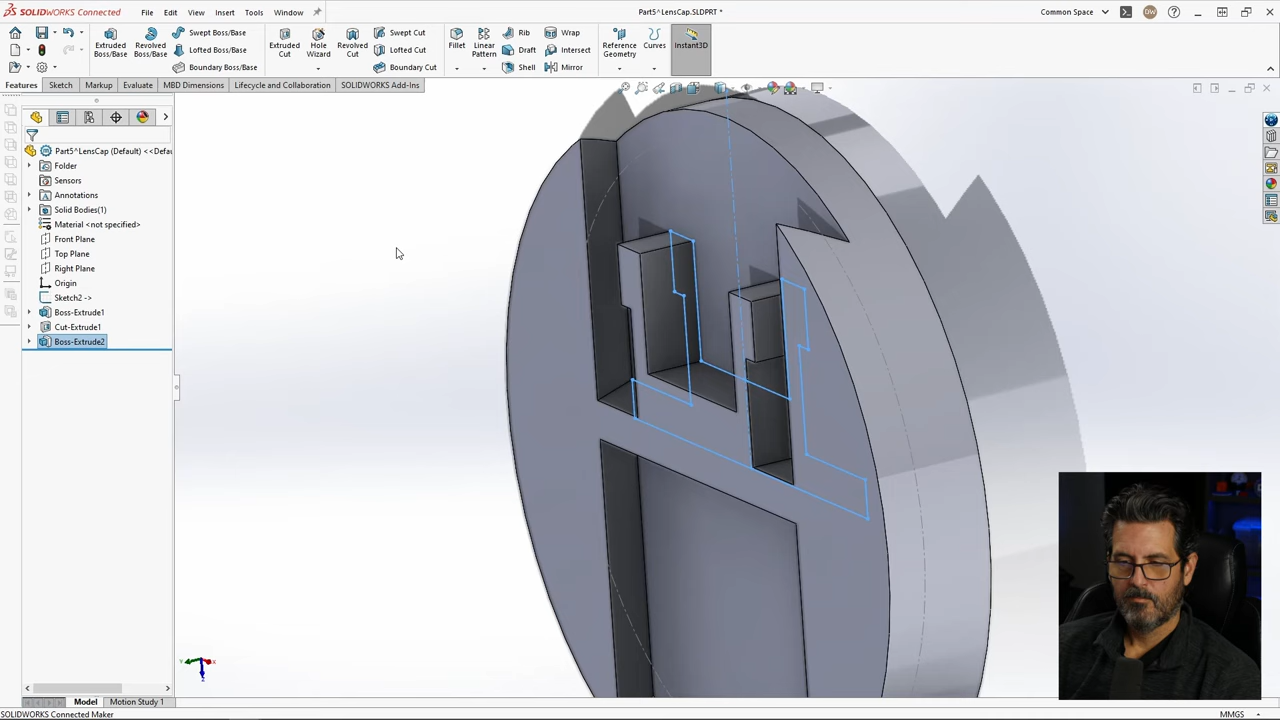 SOLIDWORKS Connected
File
Edit
View
Insert
Tools
Window
Part5^LensCap.SLDPRT *
Common Space
DW
Extruded Boss/Base
Revolved Boss/Base
Swept Boss/Base
Lofted Boss/Base
Boundary Boss/Base
Extruded Cut
Hole Wizard
Revolved Cut
Swept Cut
Lofted Cut
Boundary Cut
Fillet
Linear Pattern
Rib
Draft
Shell
Wrap
Intersect
Mirror
Reference Geometry
Curves
Instant3D
Features
Sketch
Markup
Evaluate
MBD Dimensions
Lifecycle and Collaboration
SOLIDWORKS Add-Ins
Part5^LensCap (Default) <<Defau
Folder
Sensors
Annotations
Solid Bodies(1)
Material <not specified>
Front Plane
Top Plane
Right Plane
Origin
Sketch2 ->
Boss-Extrude1
Cut-Extrude1
Boss-Extrude2
Y
X
Z
Model
Motion Study 1
SOLIDWORKS Connected Maker
MMGS